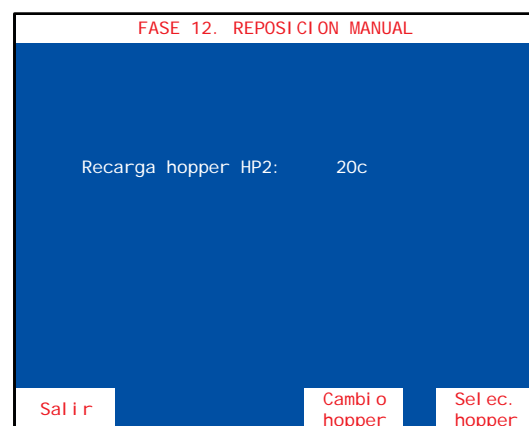 FASE 12. REPOSICION MANUAL
Recarga hopper HP2: 20c
Salir
Cambio
hopper
Selec.
hopper